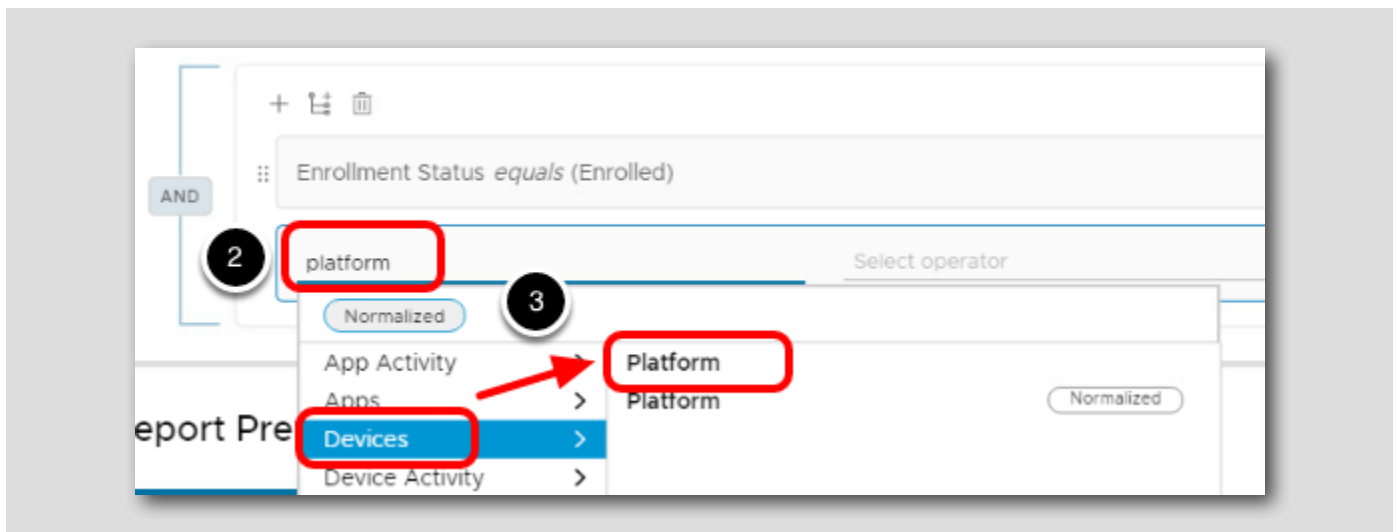 Enrollment Status equals (Enrolled)
AND
2
platform
Select operator
3
Normalized
App Activity
Platform
Apps
Platform
Normalized
eport Pre
Devices
Device Activity